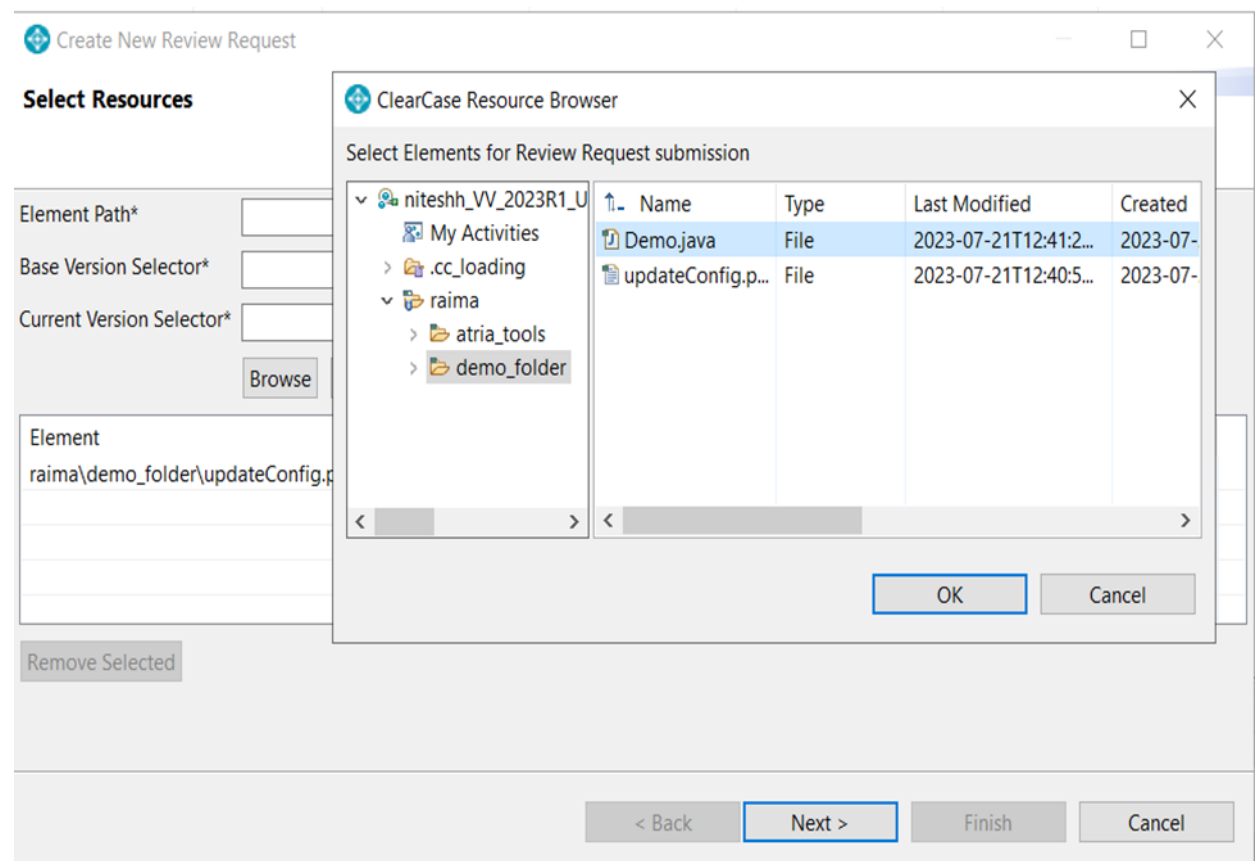 Create New Review Request
Select Resources
ClearCase Resource Browser
Select Elements for Review Request submission
niteshh_VV_2023R1_U
My Activities
.cc_loading
raima
atria_tools
demo_folder
Name Type Last Modified Created
Demo.java File 2023-07-21T12:41:2... 2023-07-
updateConfig.p... File 2023-07-21T12:40:5... 2023-07-
OK Cancel
Element Path*
Base Version Selector*
Current Version Selector*
Browse
Element
raima\demo_folder\updateConfig.p
Remove Selected
< Back Next > Finish Cancel